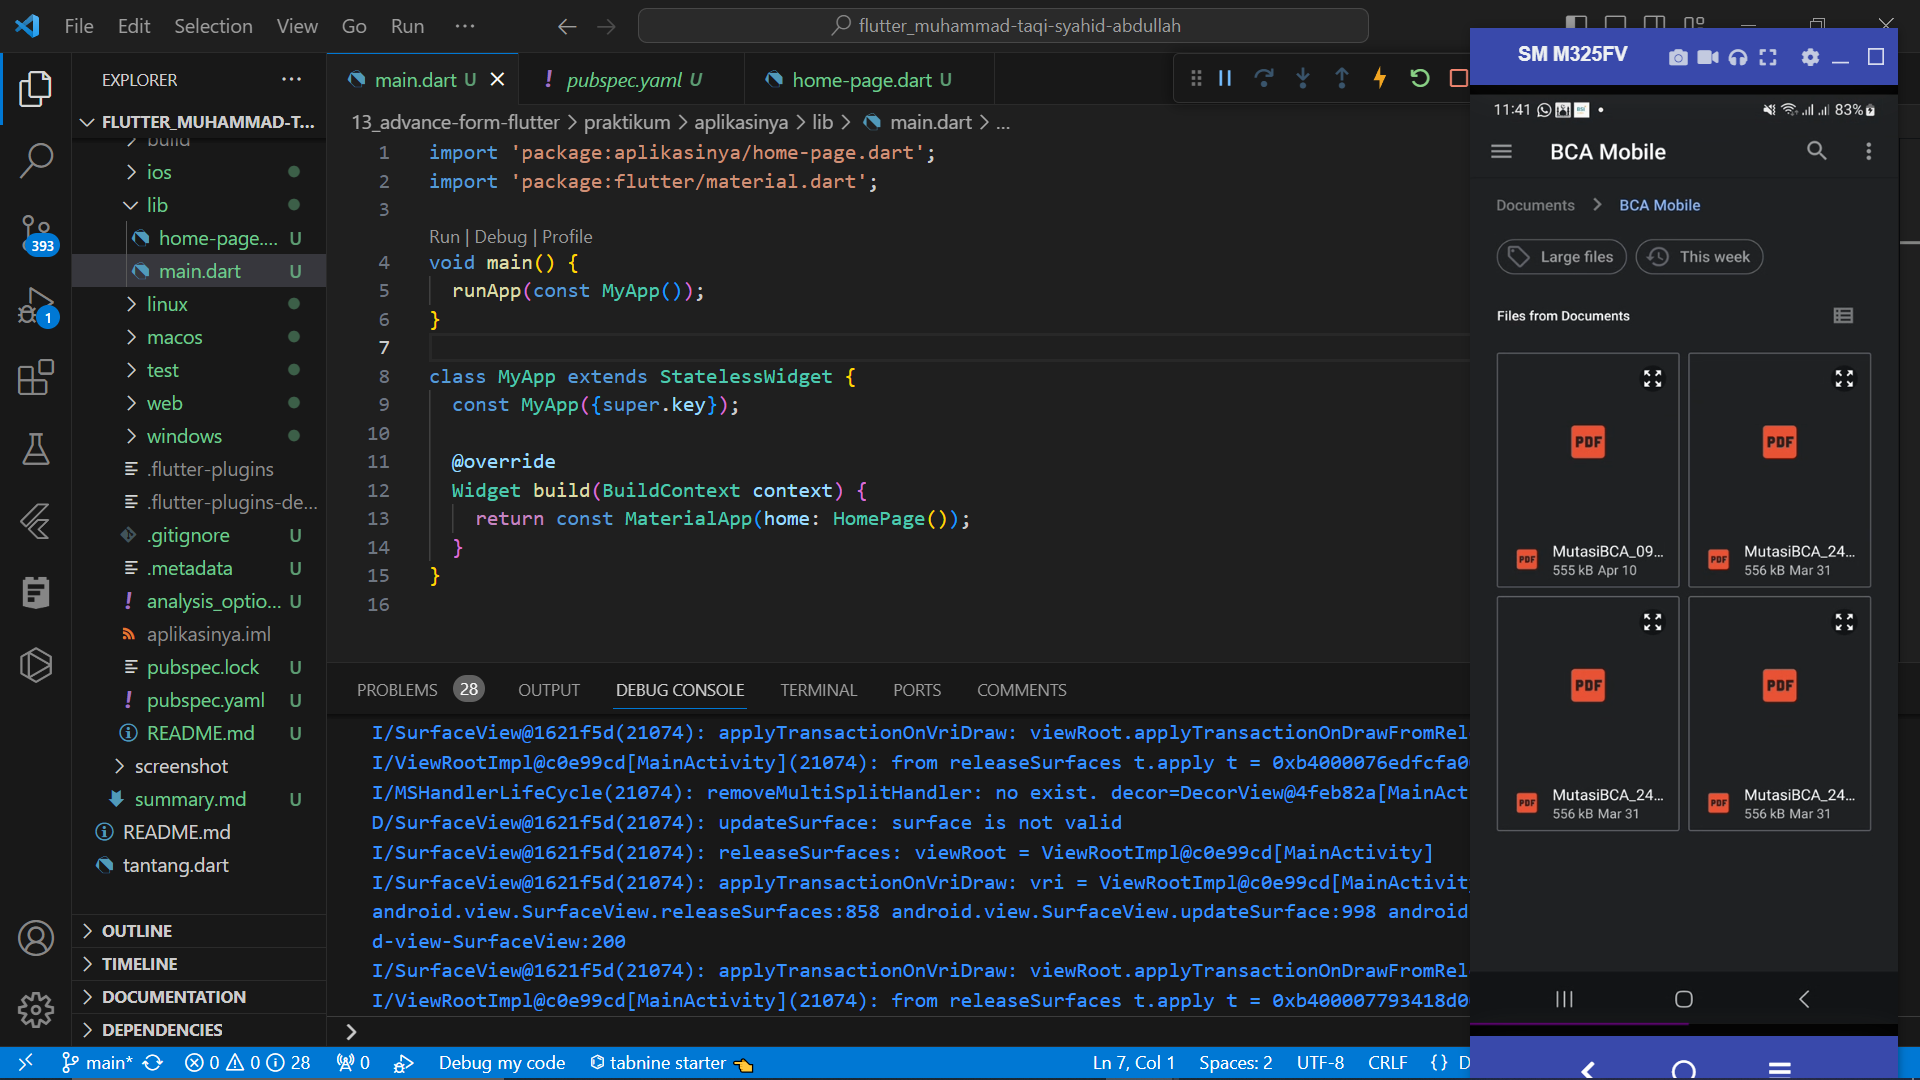 File Edit Selection View Go Run ···
flutter_muhammad-taqi-syahid-abdullah
EXPLORER
FLUTTER_MUHAMMAD-T...
build
ios
lib
home-page.... U
main.dart U
linux
macos
test
web
windows
.flutter-plugins
.flutter-plugins-de...
.gitignore U
.metadata U
analysis_optio... U
aplikasinya.iml
pubspec.lock U
pubspec.yaml U
README.md U
screenshot
summary.md U
README.md
tantang.dart
OUTLINE
TIMELINE
DOCUMENTATION
DEPENDENCIES
393
1
main.dart U
pubspec.yaml U
home-page.dart U
13_advance-form-flutter > praktikum > aplikasinya > lib > main.dart > ...
1 import 'package:aplikasinya/home-page.dart';
2 import 'package:flutter/material.dart';
3
Run | Debug | Profile
4 void main() {
5 runApp(const MyApp());
6 }
7
8 class MyApp extends StatelessWidget {
9 const MyApp({super.key});
10
11 @override
12 Widget build(BuildContext context) {
13 return const MaterialApp(home: HomePage());
14 }
15 }
16
PROBLEMS 28 OUTPUT DEBUG CONSOLE TERMINAL PORTS COMMENTS
I/SurfaceView@1621f5d(21074): applyTransactionOnVriDraw: viewRoot.applyTransactionOnDrawFromRel
I/ViewRootImpl@c0e99cd[MainActivity](21074): from releaseSurfaces t.apply t = 0xb4000076edfcfa0
I/MSHandlerLifeCycle(21074): removeMultiSplitHandler: no exist. decor=DecorView@4feb82a[MainAct
D/SurfaceView@1621f5d(21074): updateSurface: surface is not valid
I/SurfaceView@1621f5d(21074): releaseSurfaces: viewRoot = ViewRootImpl@c0e99cd[MainActivity]
I/SurfaceView@1621f5d(21074): applyTransactionOnVriDraw: vri = ViewRootImpl@c0e99cd[MainActivit
android.view.SurfaceView.releaseSurfaces:858 android.view.SurfaceView.updateSurface:998 android
d-view-SurfaceView:200
I/SurfaceView@1621f5d(21074): applyTransactionOnVriDraw: viewRoot.applyTransactionOnDrawFromRel
I/ViewRootImpl@c0e99cd[MainActivity](21074): from releaseSurfaces t.apply t = 0xb400007793418d0
main* 0 0 28 0 Debug my code tabnine starter
Ln 7, Col 1 Spaces: 2 UTF-8 CRLF {} D
SM M325FV
11:41 83%
BCA Mobile
Documents > BCA Mobile
Large files
This week
Files from Documents
PDF
PDF MutasiBCA_09...
555 kB Apr 10
PDF
PDF MutasiBCA_24...
556 kB Mar 31
PDF
PDF MutasiBCA_24...
556 kB Mar 31
PDF
PDF MutasiBCA_24...
556 kB Mar 31